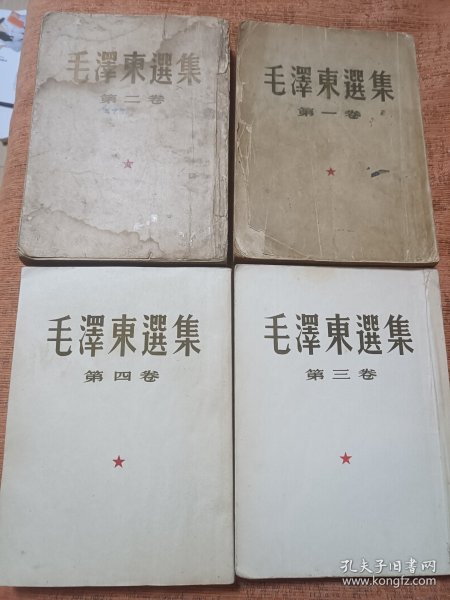 毛澤東選集
第二卷
毛澤東選集
第一卷
毛澤東選集
第四卷
毛澤東選集
第三卷
孔夫子旧书网
www.kongfz.com